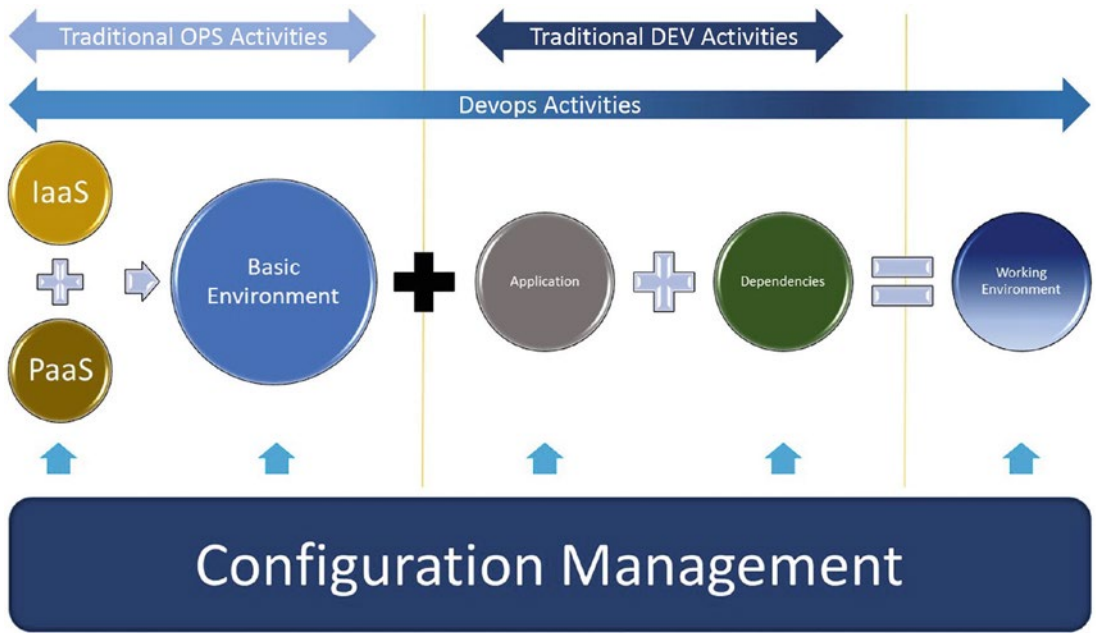 Traditional OPS Activities
Traditional DEV Activities
Devops Activities
IaaS
PaaS
Basic
Environment
Application
Dependencies
Working
Environment
Configuration Management